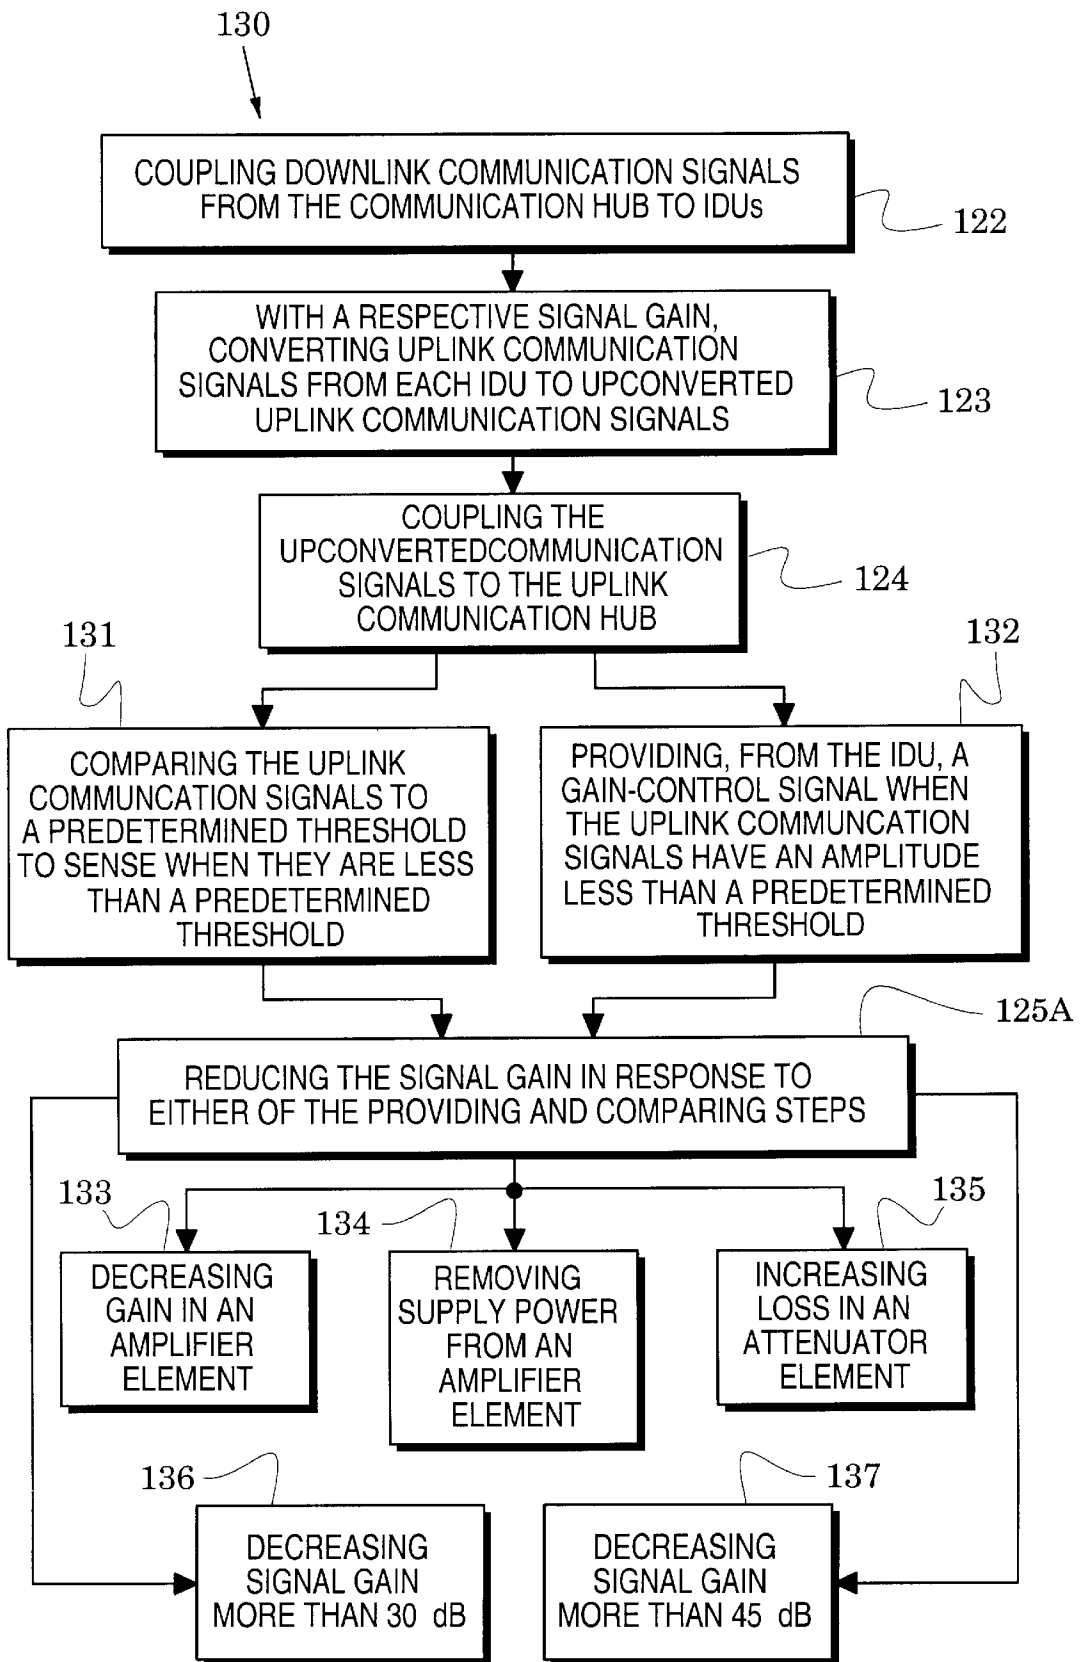 130
COUPLING DOWNLINK COMMUNICATION SIGNALS
FROM THE COMMUNICATION HUB TO IDUs
122
WITH A RESPECTIVE SIGNAL GAIN,
CONVERTING UPLINK COMMUNICATION
SIGNALS FROM EACH IDU TO UPCONVERTED
UPLINK COMMUNICATION SIGNALS
123
COUPLING THE
UPCONVERTEDCOMMUNICATION
SIGNALS TO THE UPLINK
COMMUNICATION HUB
124
131
COMPARING THE UPLINK
COMMUNCATION SIGNALS TO
A PREDETERMINED THRESHOLD
TO SENSE WHEN THEY ARE LESS
THAN A PREDETERMINED
THRESHOLD
132
PROVIDING, FROM THE IDU, A
GAIN-CONTROL SIGNAL WHEN
THE UPLINK COMMUNCATION
SIGNALS HAVE AN AMPLITUDE
LESS THAN A PREDETERMINED
THRESHOLD
125A
REDUCING THE SIGNAL GAIN IN RESPONSE TO
EITHER OF THE PROVIDING AND COMPARING STEPS
133
DECREASING
GAIN IN AN
AMPLIFIER
ELEMENT
134
REMOVING
SUPPLY POWER
FROM AN
AMPLIFIER
ELEMENT
135
INCREASING
LOSS IN AN
ATTENUATOR
ELEMENT
136
DECREASING
SIGNAL GAIN
MORE THAN 30 dB
137
DECREASING
SIGNAL GAIN
MORE THAN 45 dB